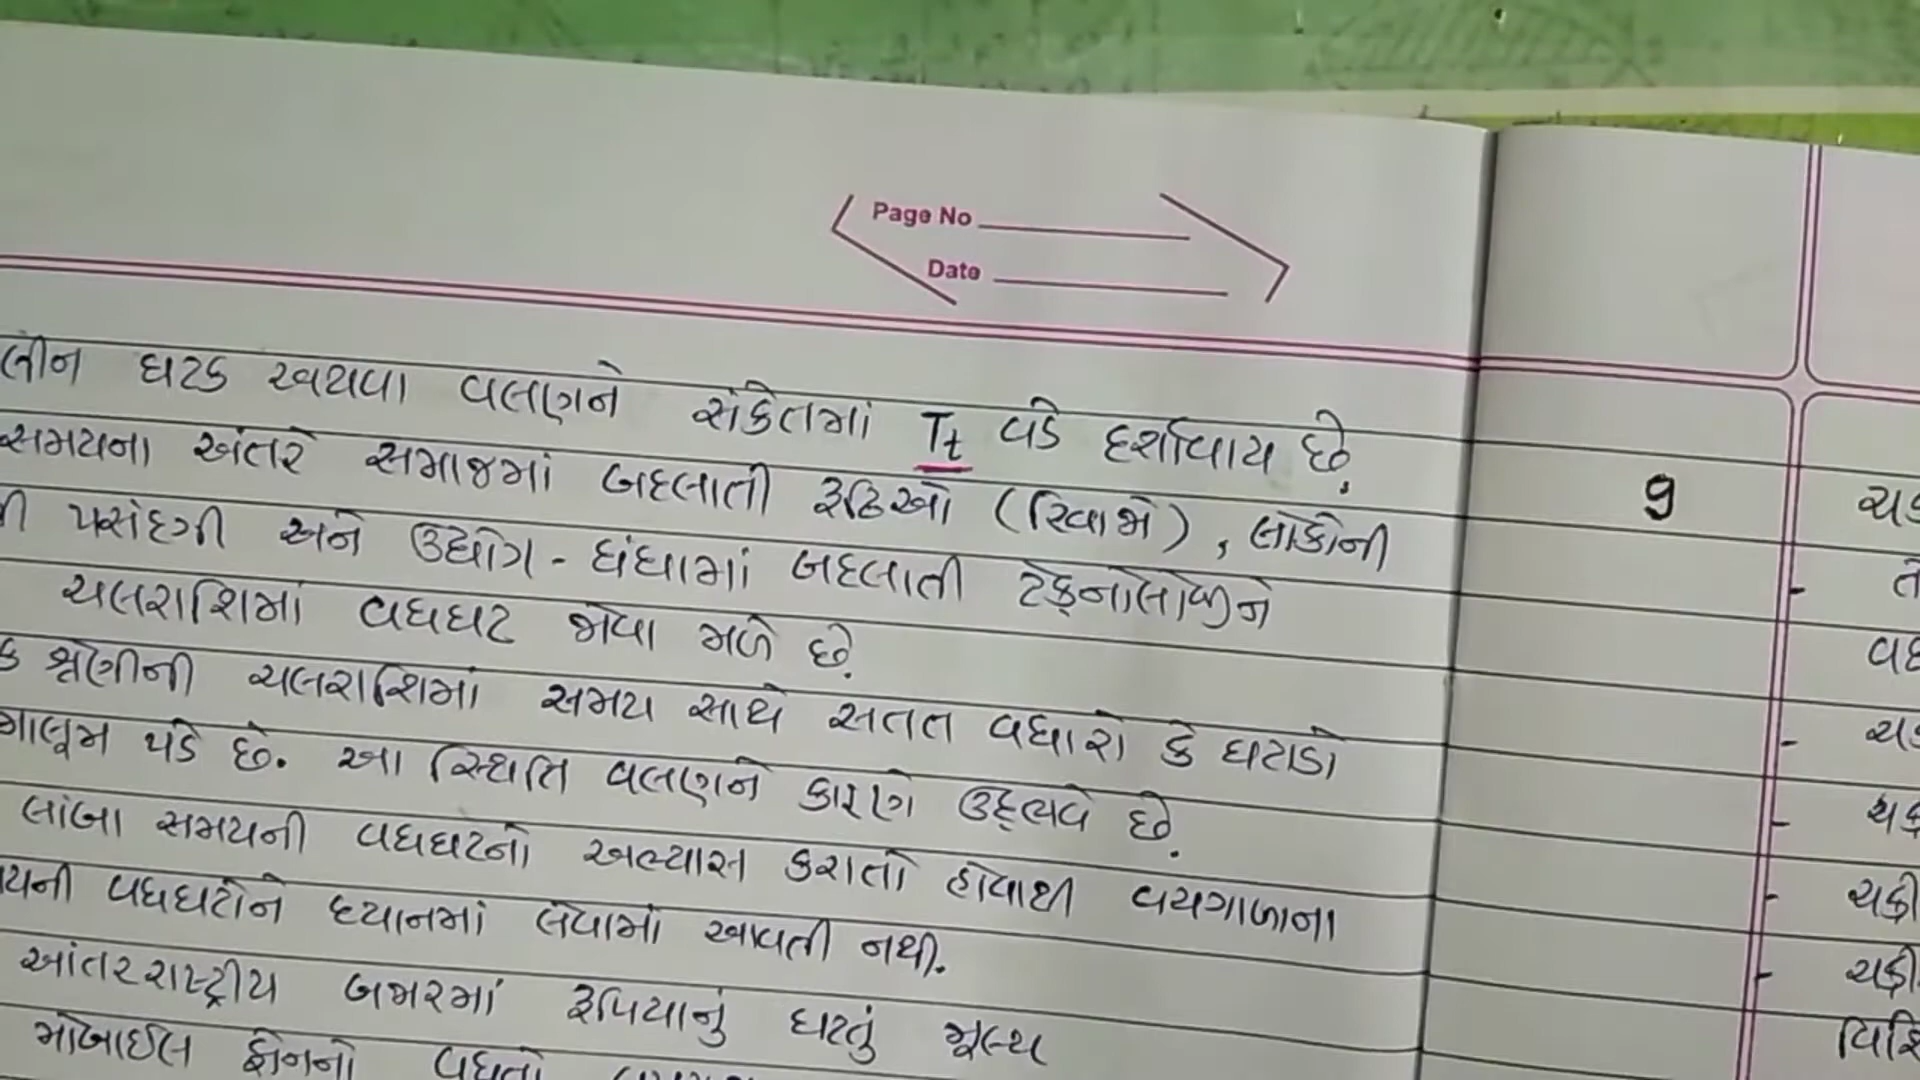 Page No
Date
ઘટક અથવા વલણને સંકેતમાં Tt વડે દર્શાવાય છે.
સમયના અંતરે સમાજમાં બદલાતી રૂઢિઓ (રિવાજો), લોકોની
પસંદગી અને ઉદ્યોગ - ધંધામાં બદલાતી ટેક્નોલોજીને
ચલરાશિમાં વધઘટ જોવા મળે છે.
શ્રેણીની ચલરાશિમાં સમય સાથે સતત વધારો કે ઘટાડો
માલૂમ પડે છે. આ સ્થિતિ વલણને કારણે ઉદ્દભવે છે.
લાંબા સમયની વધઘટનો અભ્યાસ કરાતો હોવાથી વચગાળાના
વધઘટોને ધ્યાનમાં લેવામાં આવતી નથી.
આંતરરાષ્ટ્રીય બજારમાં રૂપિયાનું ઘટતું મૂલ્ય
મોબાઈલ ફોનનો વધતો
9